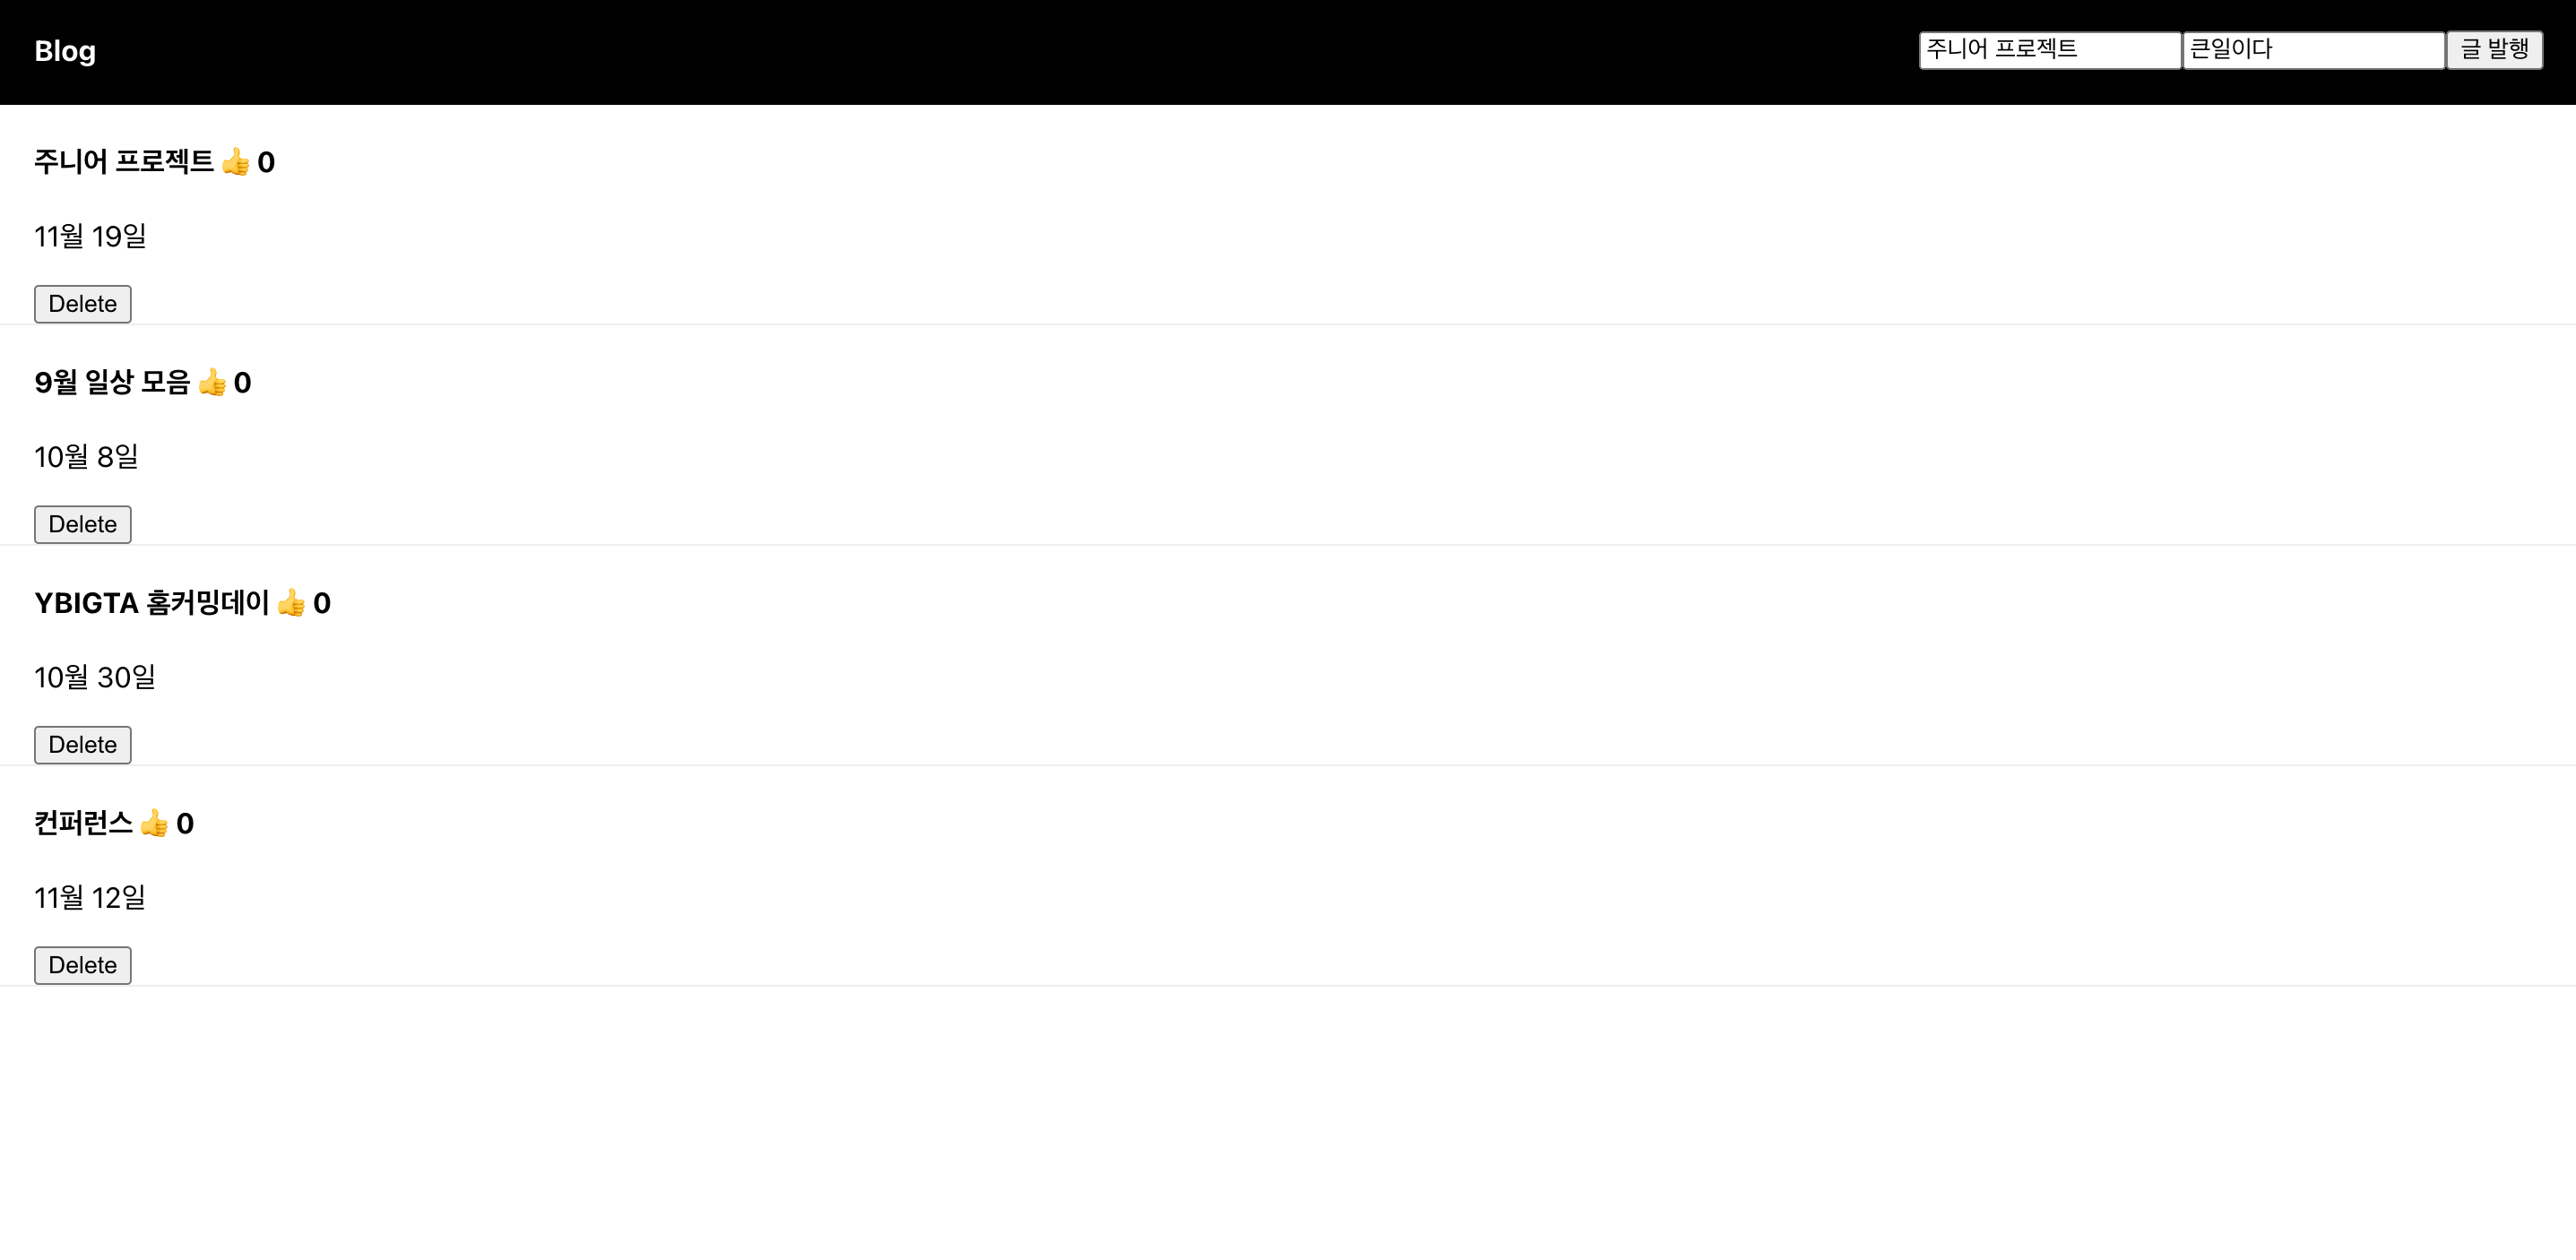 Blog
주니어 프로젝트 큰일이다 글 발행
주니어 프로젝트 👍 0
11월 19일
Delete
9월 일상 모음 👍 0
10월 8일
Delete
YBIGTA 홈커밍데이 👍 0
10월 30일
Delete
컨퍼런스 👍 0
11월 12일
Delete